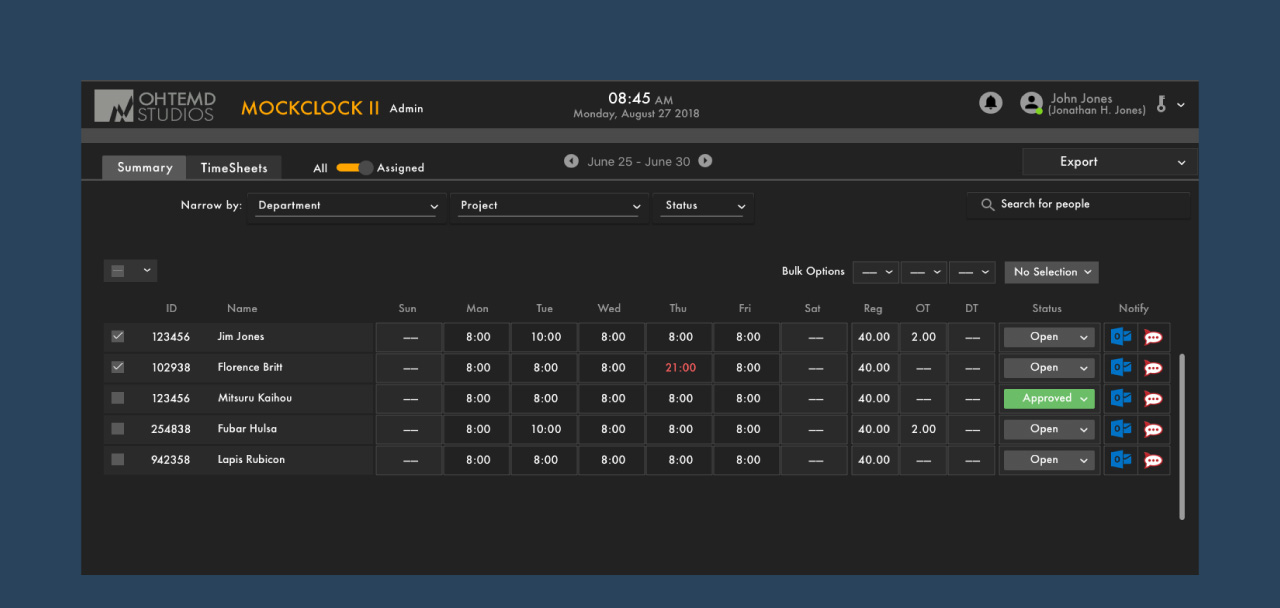 OHTEMD
STUDIOS
MOCKCLOCK II Admin
08:45 AM
Monday, August 27 2018
John Jones
(Jonathan H. Jones)
Summary TimeSheets All Assigned June 25 - June 30 Export
Narrow by: Department Project Status Search for people
Bulk Options — — — No Selection
ID Name Sun Mon Tue Wed Thu Fri Sat Reg OT DT Status Notify
123456 Jim Jones — 8:00 10:00 8:00 8:00 8:00 — 40.00 2.00 — Open
102938 Florence Britt — 8:00 8:00 8:00 21:00 8:00 — 40.00 — — Open
123456 Mitsuru Kaihou — 8:00 8:00 8:00 8:00 8:00 — 40.00 — — Approved
254838 Fubar Hulsa — 8:00 10:00 8:00 8:00 8:00 — 40.00 2.00 — Open
942358 Lapis Rubicon — 8:00 8:00 8:00 8:00 8:00 — 40.00 — — Open